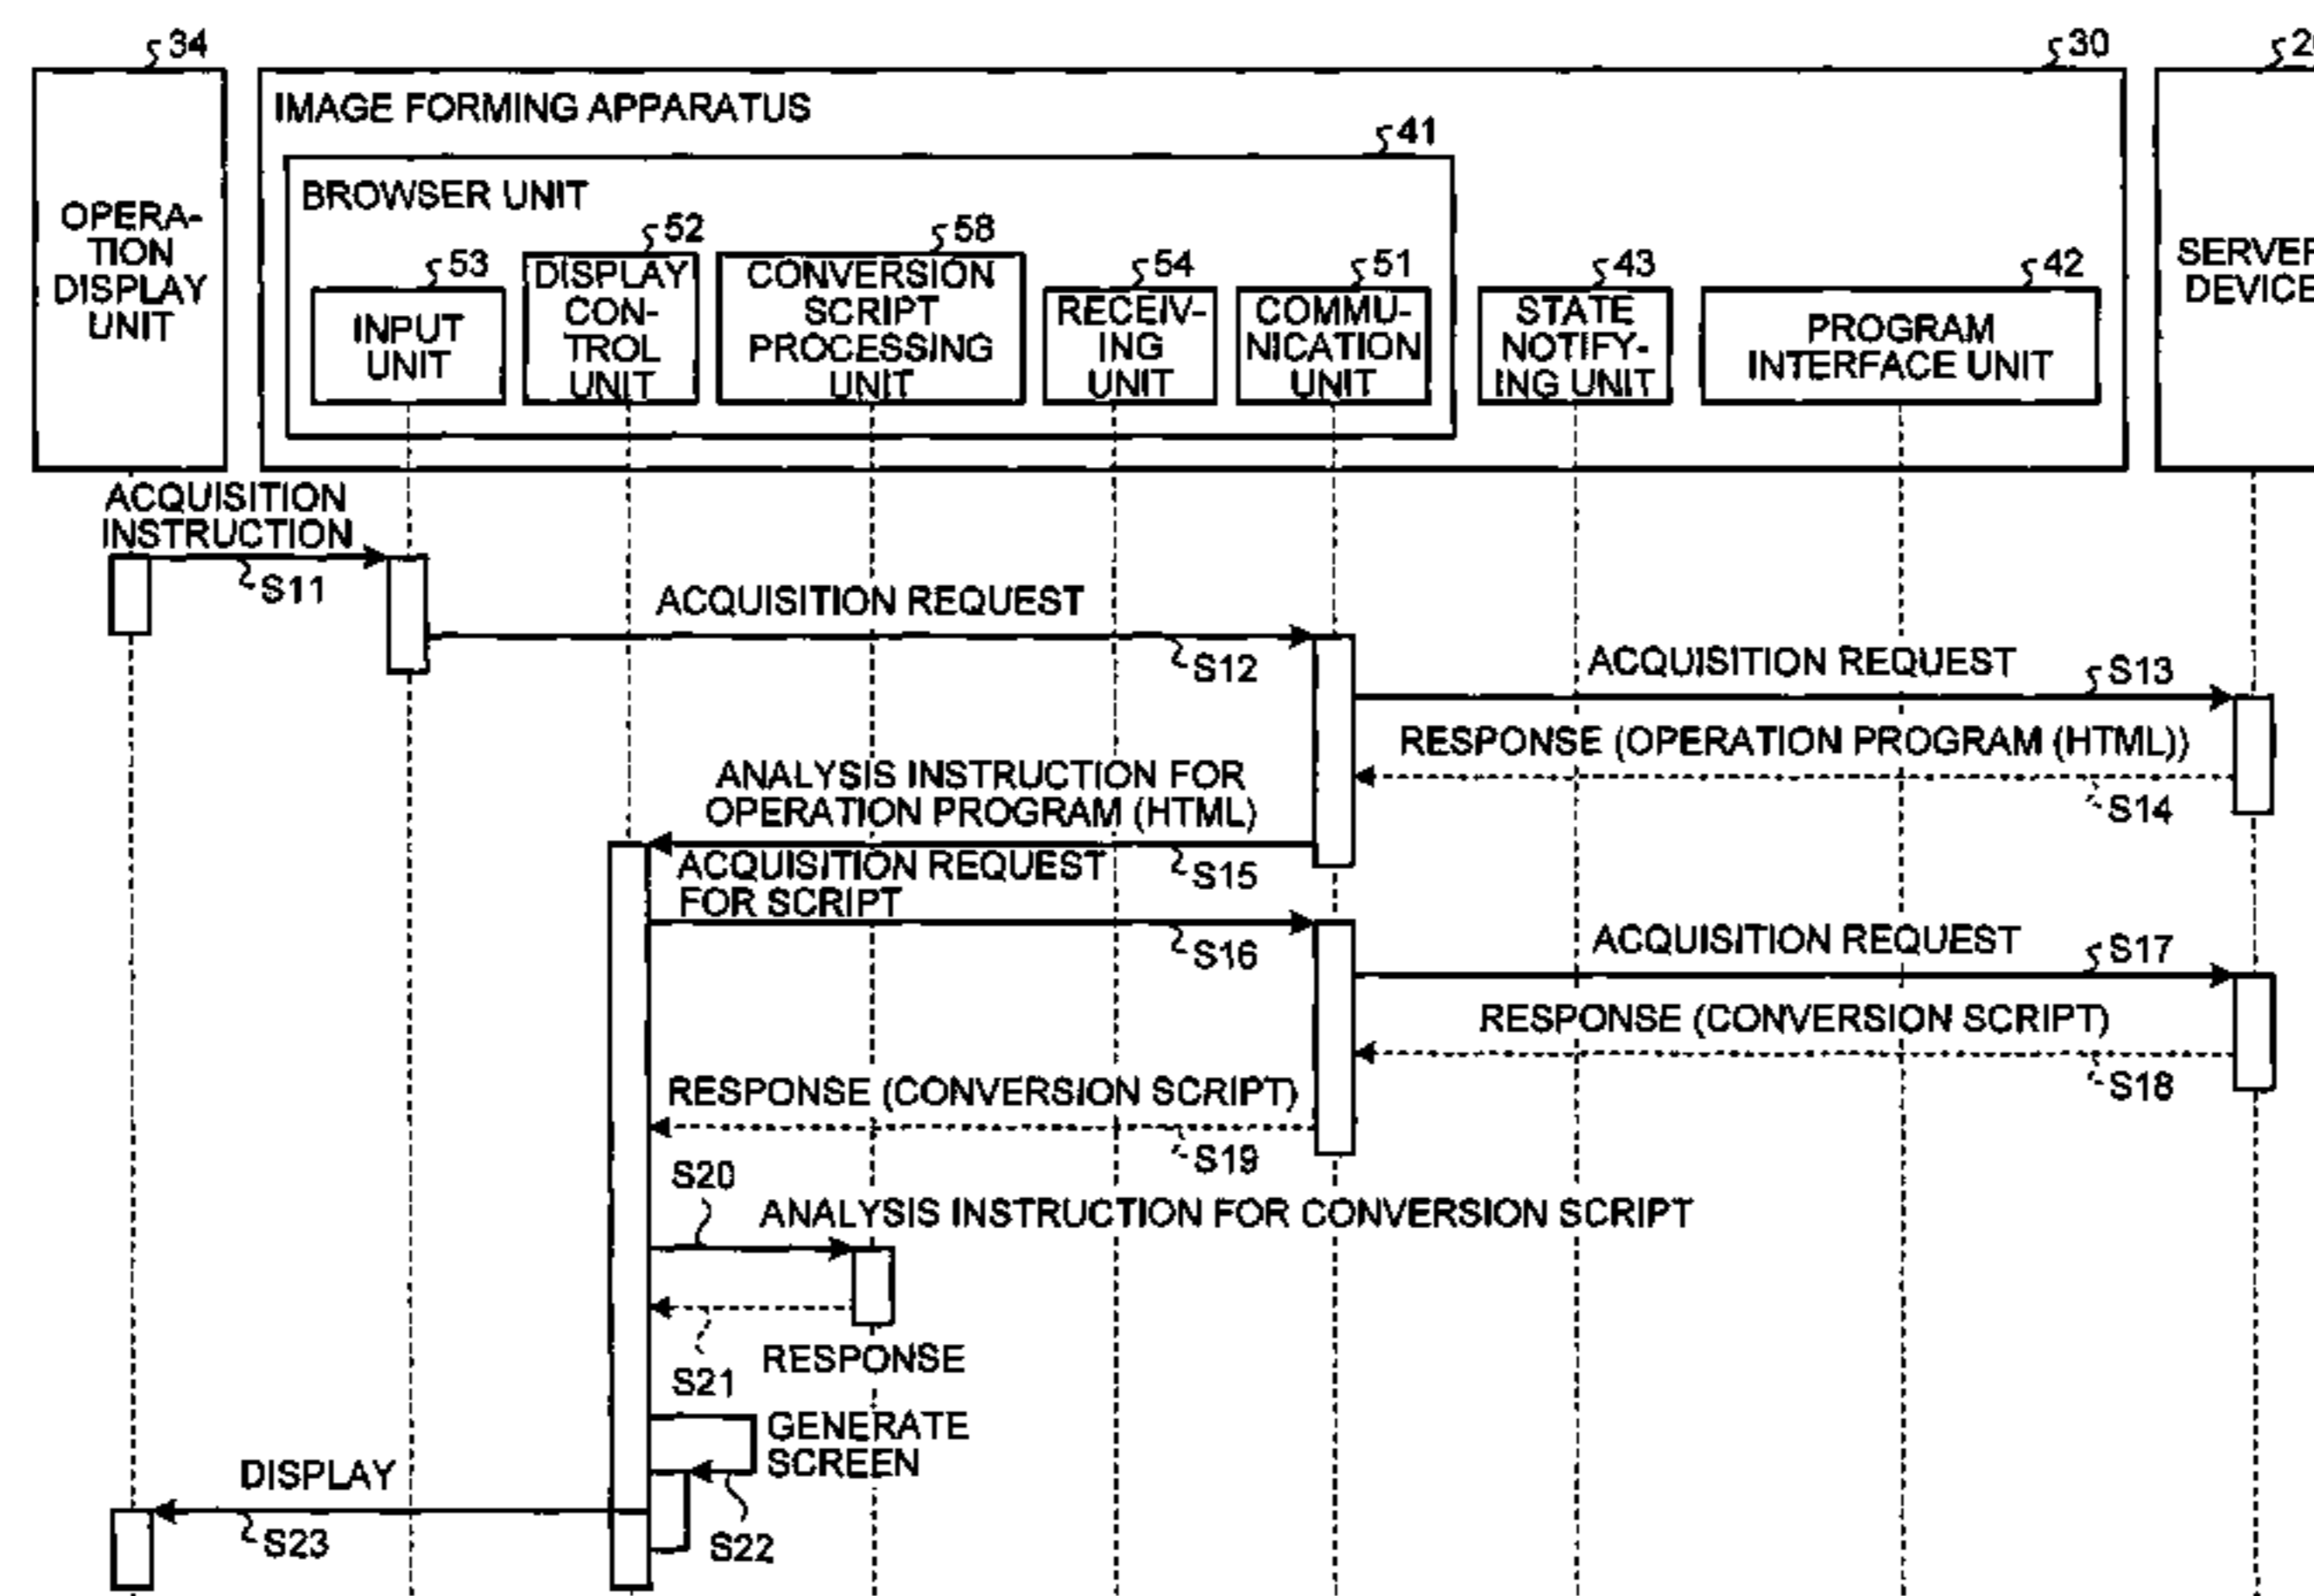 34
30
IMAGE FORMING APPARATUS
41
BROWSER UNIT
OPERA-
TION
DISPLAY
UNIT
53
INPUT
UNIT
52
DISPLAY
CON-
TROL
UNIT
58
CONVERSION
SCRIPT
PROCESSING
UNIT
54
RECEIV-
ING
UNIT
51
COMMU-
NICATION
UNIT
43
STATE
NOTIFY-
ING UNIT
42
PROGRAM
INTERFACE UNIT
SERVER
DEVICE
ACQUISITION
INSTRUCTION
S11
ACQUISITION REQUEST
S12
ACQUISITION REQUEST
S13
RESPONSE (OPERATION PROGRAM (HTML))
S14
ANALYSIS INSTRUCTION FOR
OPERATION PROGRAM (HTML)
S15
ACQUISITION REQUEST
FOR SCRIPT
S16
ACQUISITION REQUEST
S17
RESPONSE (CONVERSION SCRIPT)
S18
RESPONSE (CONVERSION SCRIPT)
S19
S20
ANALYSIS INSTRUCTION FOR CONVERSION SCRIPT
S21
RESPONSE
GENERATE
SCREEN
S22
DISPLAY
S23